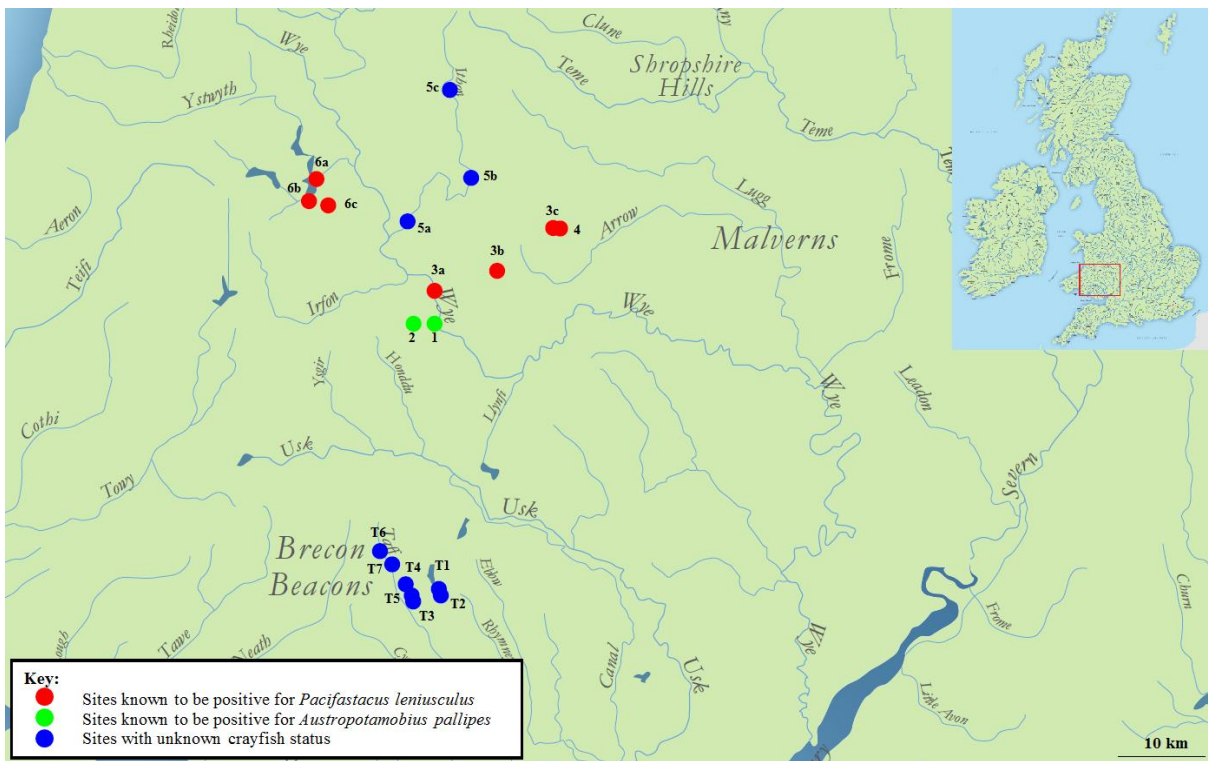 Rheidol
Wye
Clune
Teme
Shropshire
Hills
Ystwyth
5c
Ithon
Teme
6a
6b
6c
5b
Lugg
Aeron
Teifi
5a
3c
4
Arrow
Malverns
Frome
3b
3a
Irfon
Wye
Wye
2
1
Ysgir
Honddu
Llynfi
Wye
Leadon
Cothi
Usk
Towy
Usk
Severn
T6
Taff
Brecon
Beacons
T7
T4
T1
T5
T2
T3
Ebbw
Rhymney
Tawe
Neath
Wye
Frome
Churn
Canal
Usk
Little Avon
Key:
Sites known to be positive for Pacifastacus leniusculus
Sites known to be positive for Austropotamobius pallipes
Sites with unknown crayfish status
10 km